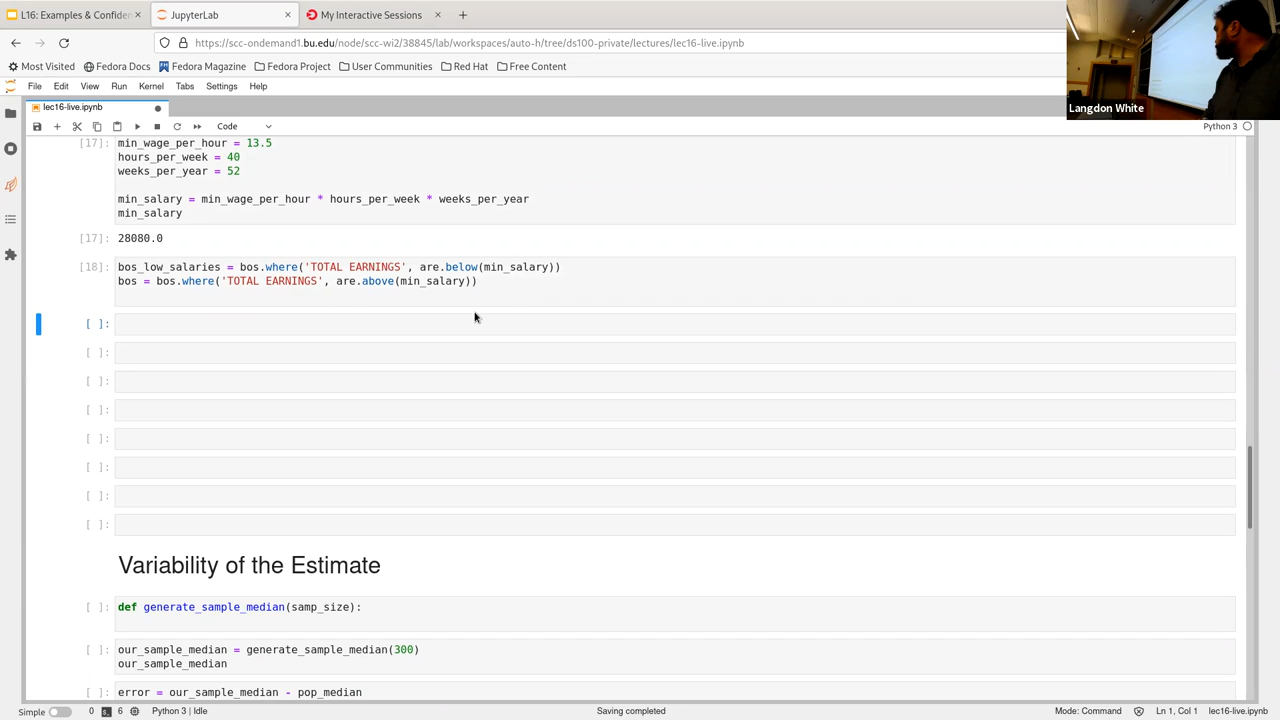 L16: Examples & Confiden
JupyterLab
My Interactive Sessions
https://scc-ondemand1.bu.edu/node/scc-wi2/38845/lab/workspaces/auto-h/tree/ds100-private/lectures/lec16-live.ipynb
Most Visited
Fedora Docs
Fedora Magazine
Fedora Project
User Communities
Red Hat
Free Content
Langdon White
File Edit View Run Kernel Tabs Settings Help
lec16-live.ipynb
Code
Python 3
[17]: min_wage_per_hour = 13.5
hours_per_week = 40
weeks_per_year = 52
min_salary = min_wage_per_hour * hours_per_week * weeks_per_year
min_salary
[17]: 28080.0
[18]: bos_low_salaries = bos.where('TOTAL EARNINGS', are.below(min_salary))
bos = bos.where('TOTAL EARNINGS', are.above(min_salary))
[ ]:
[ ]:
[ ]:
[ ]:
[ ]:
[ ]:
[ ]:
[ ]:
Variability of the Estimate
[ ]: def generate_sample_median(samp_size):
[ ]: our_sample_median = generate_sample_median(300)
our_sample_median
[ ]: error = our_sample_median - pop_median
Simple 0 6 Python 3 | Idle Saving completed Mode: Command Ln 1, Col 1 lec16-live.ipynb